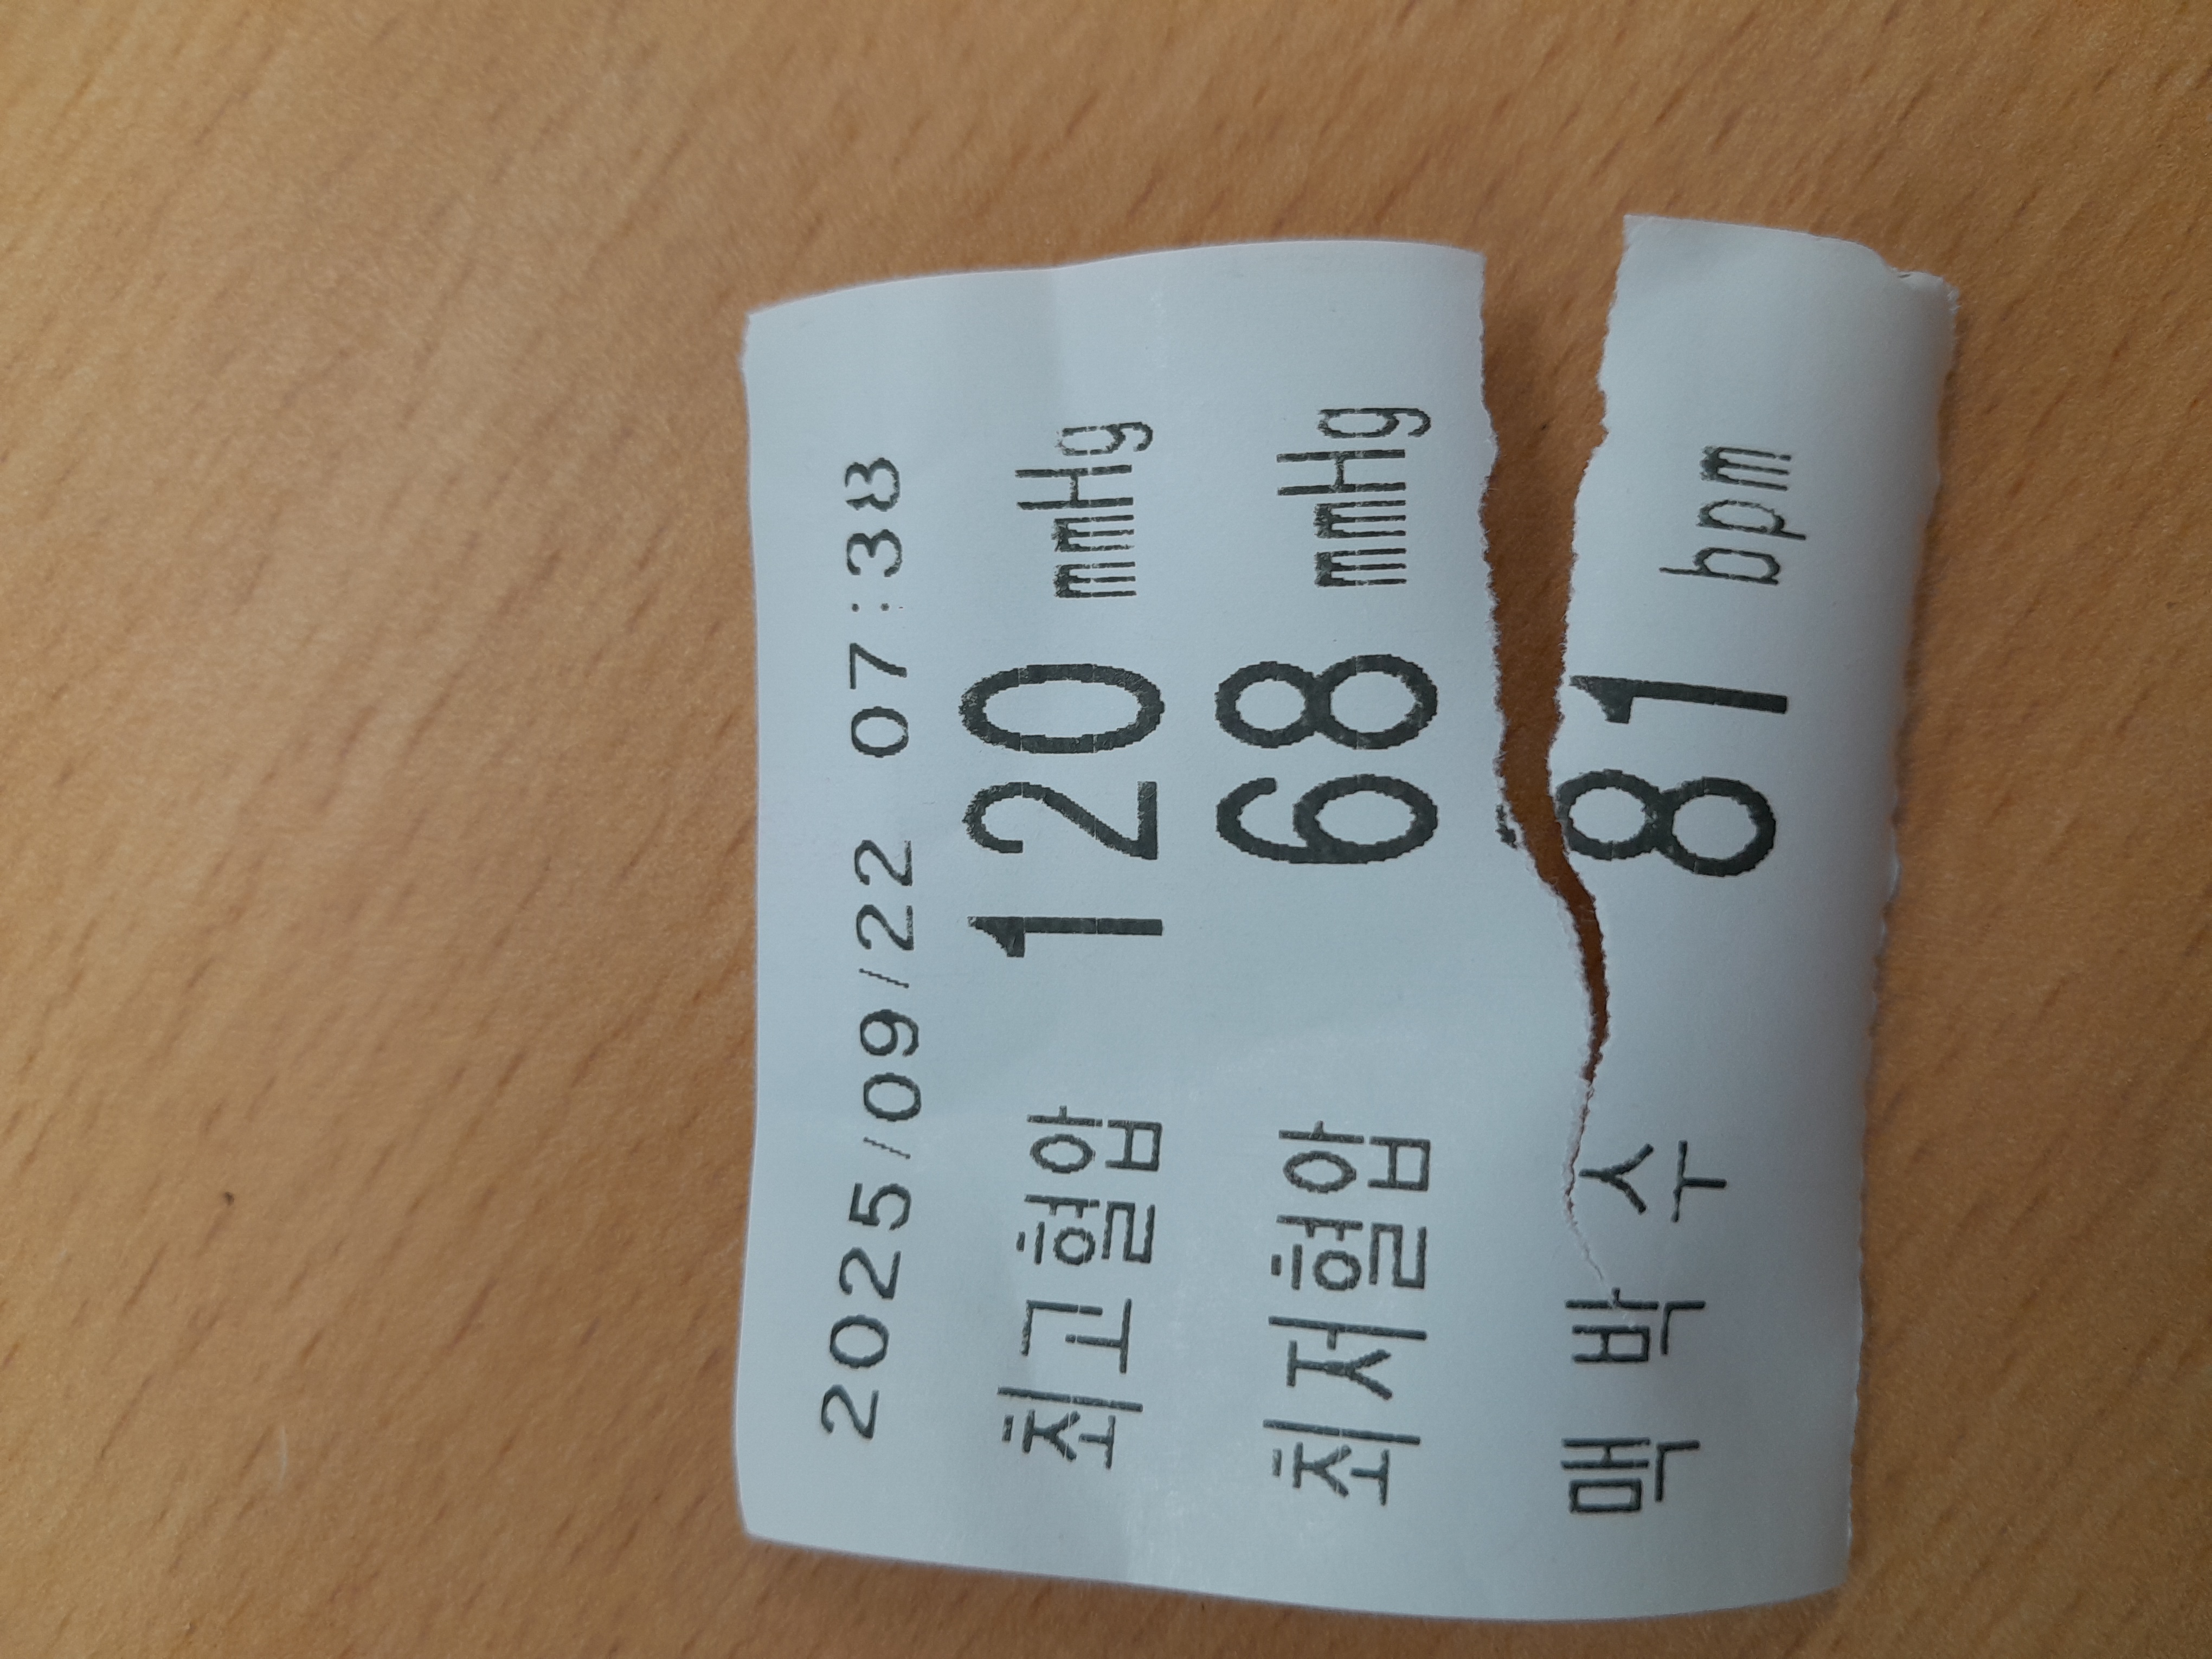 2025/09/22 07:38
최고혈압 120 mmHg
최저혈압 68 mmHg
맥박수 81 bpm